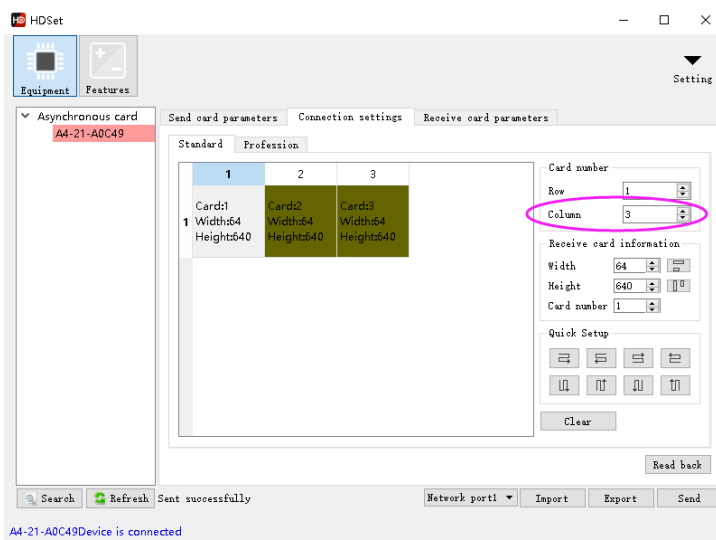 HD HDSet
Equipment Features
Setting
Asynchronous card
A4-21-A0C49
Send card parameters Connection settings Receive card parameters
Standard Profession
1 2 3
1
Card:1
Width:64
Height:640
Card:2
Width:64
Height:640
Card:3
Width:64
Height:640
Card number
Row 1
Column 3
Receive card information
Width 64
Height 640
Card number 1
Quick Setup
Clear
Read back
Search Refresh Sent successfully Network port1 Import Export Send
A4-21-A0C49Device is connected